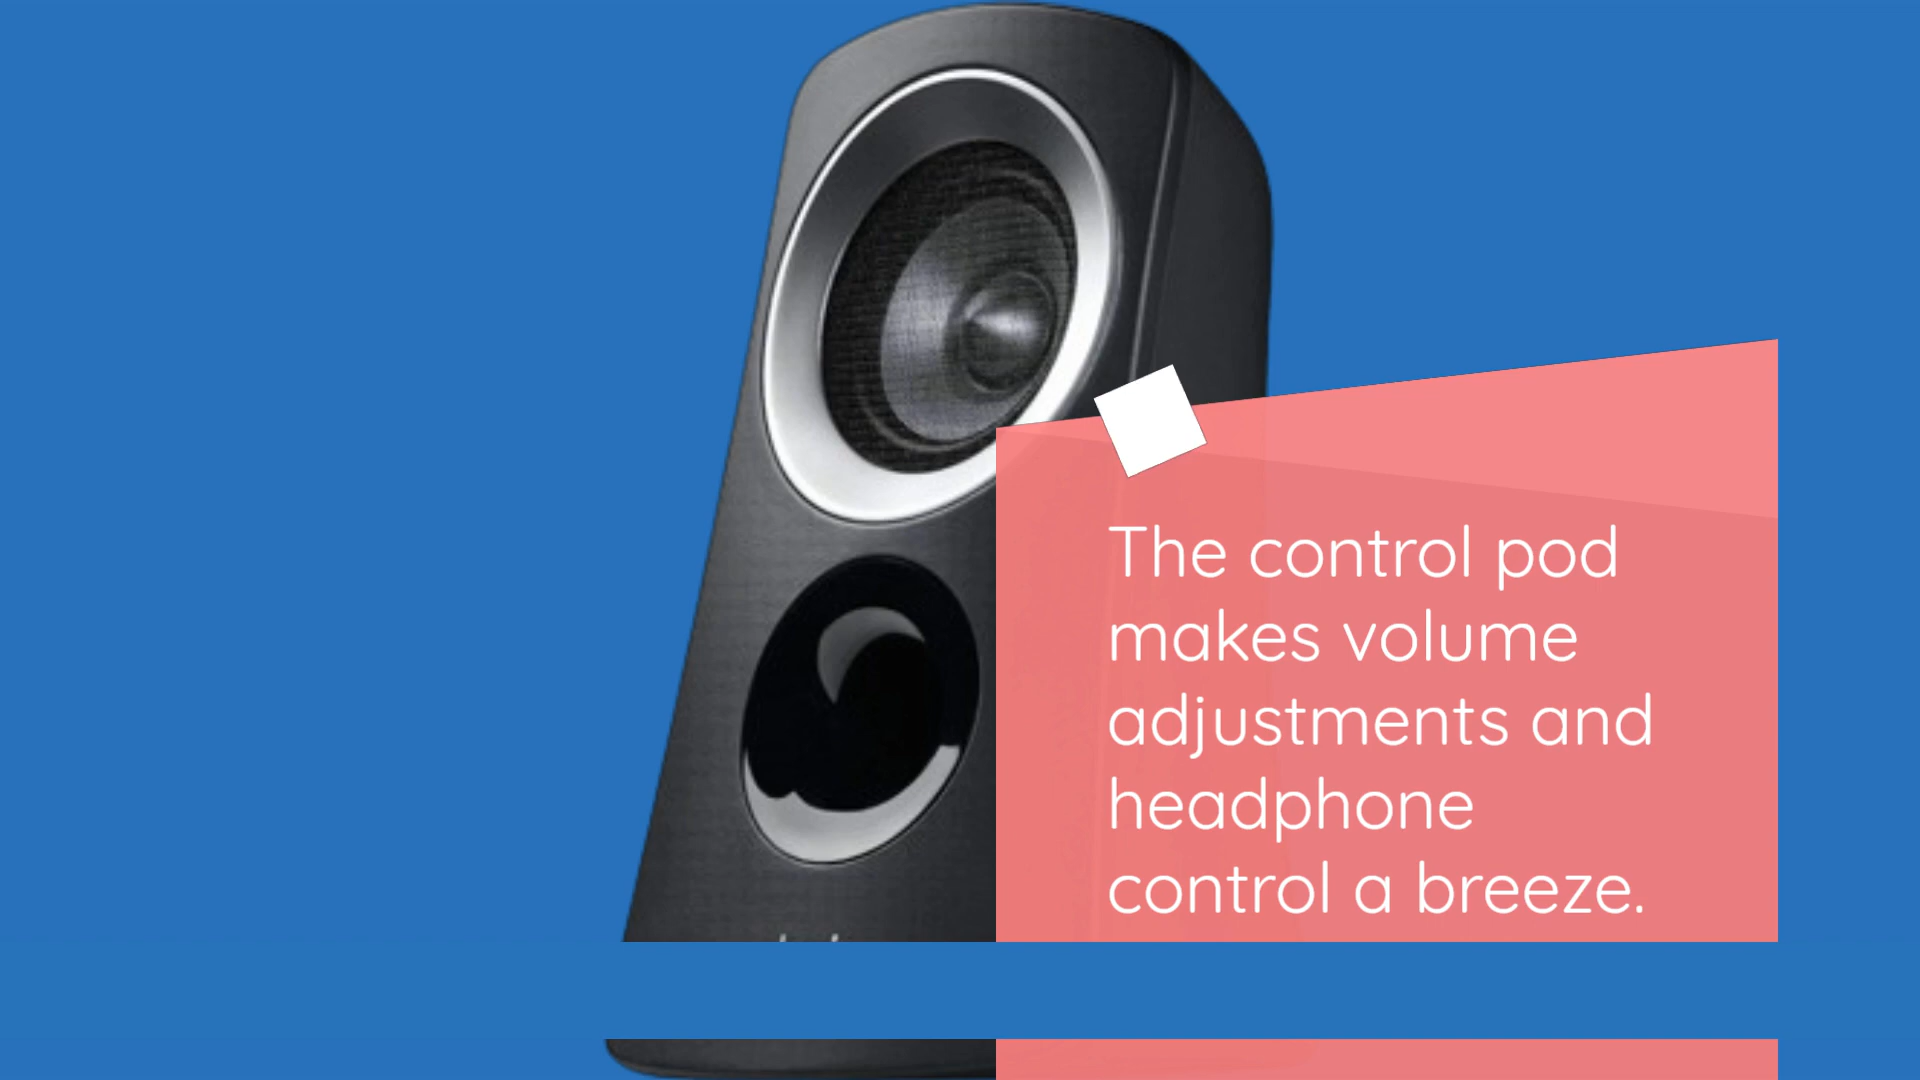 The control pod
makes volume
adjustments and
headphone
control a breeze.